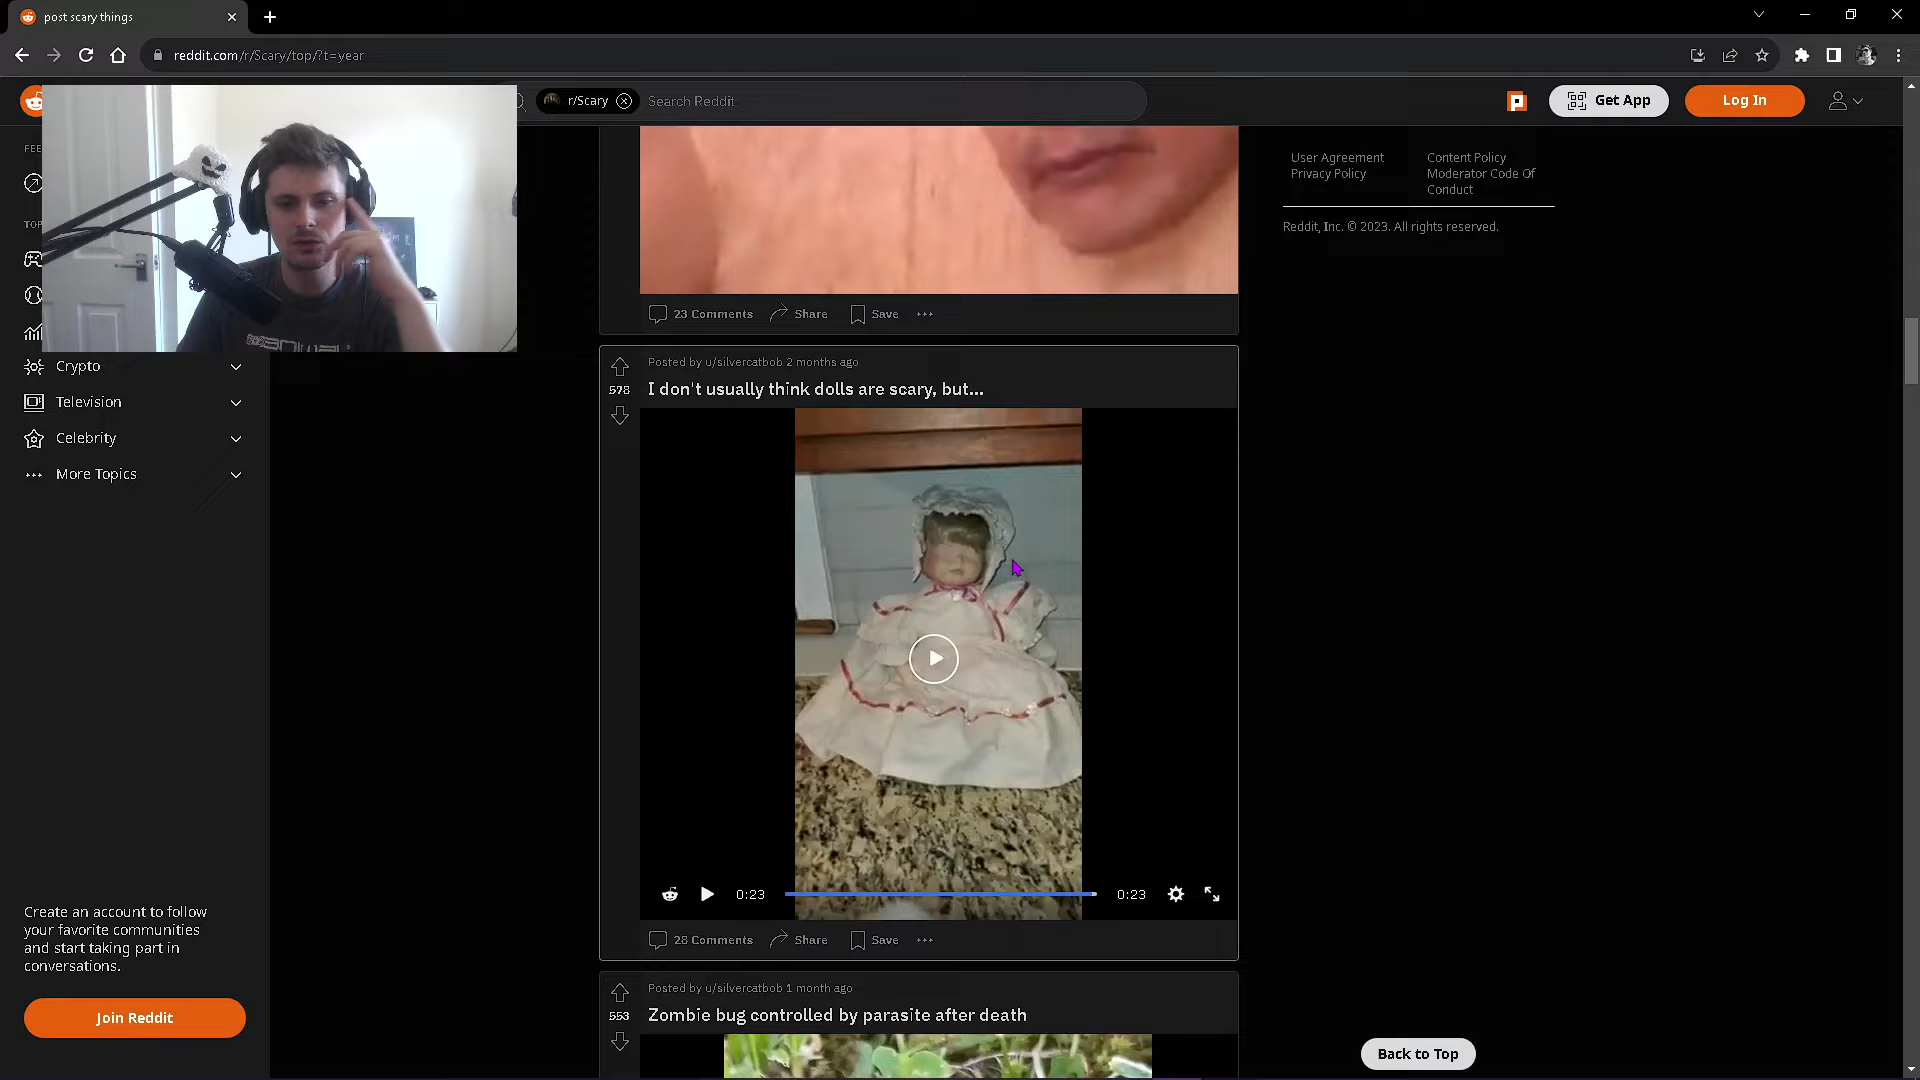 post scary things
reddit.com/r/Scary/top/?t=year
r/Scary
Search Reddit
Get App
Log In
FEE
TOP
Crypto
Television
Celebrity
More Topics
Create an account to follow
your favorite communities
and start taking part in
conversations.
Join Reddit
23 Comments
Share
Save
Posted by u/silvercatbob 2 months ago
578
I don't usually think dolls are scary, but...
0:23
0:23
28 Comments
Share
Save
Posted by u/silvercatbob 1 month ago
553
Zombie bug controlled by parasite after death
User Agreement
Privacy Policy
Content Policy
Moderator Code Of
Conduct
Reddit, Inc. © 2023. All rights reserved.
Back to Top